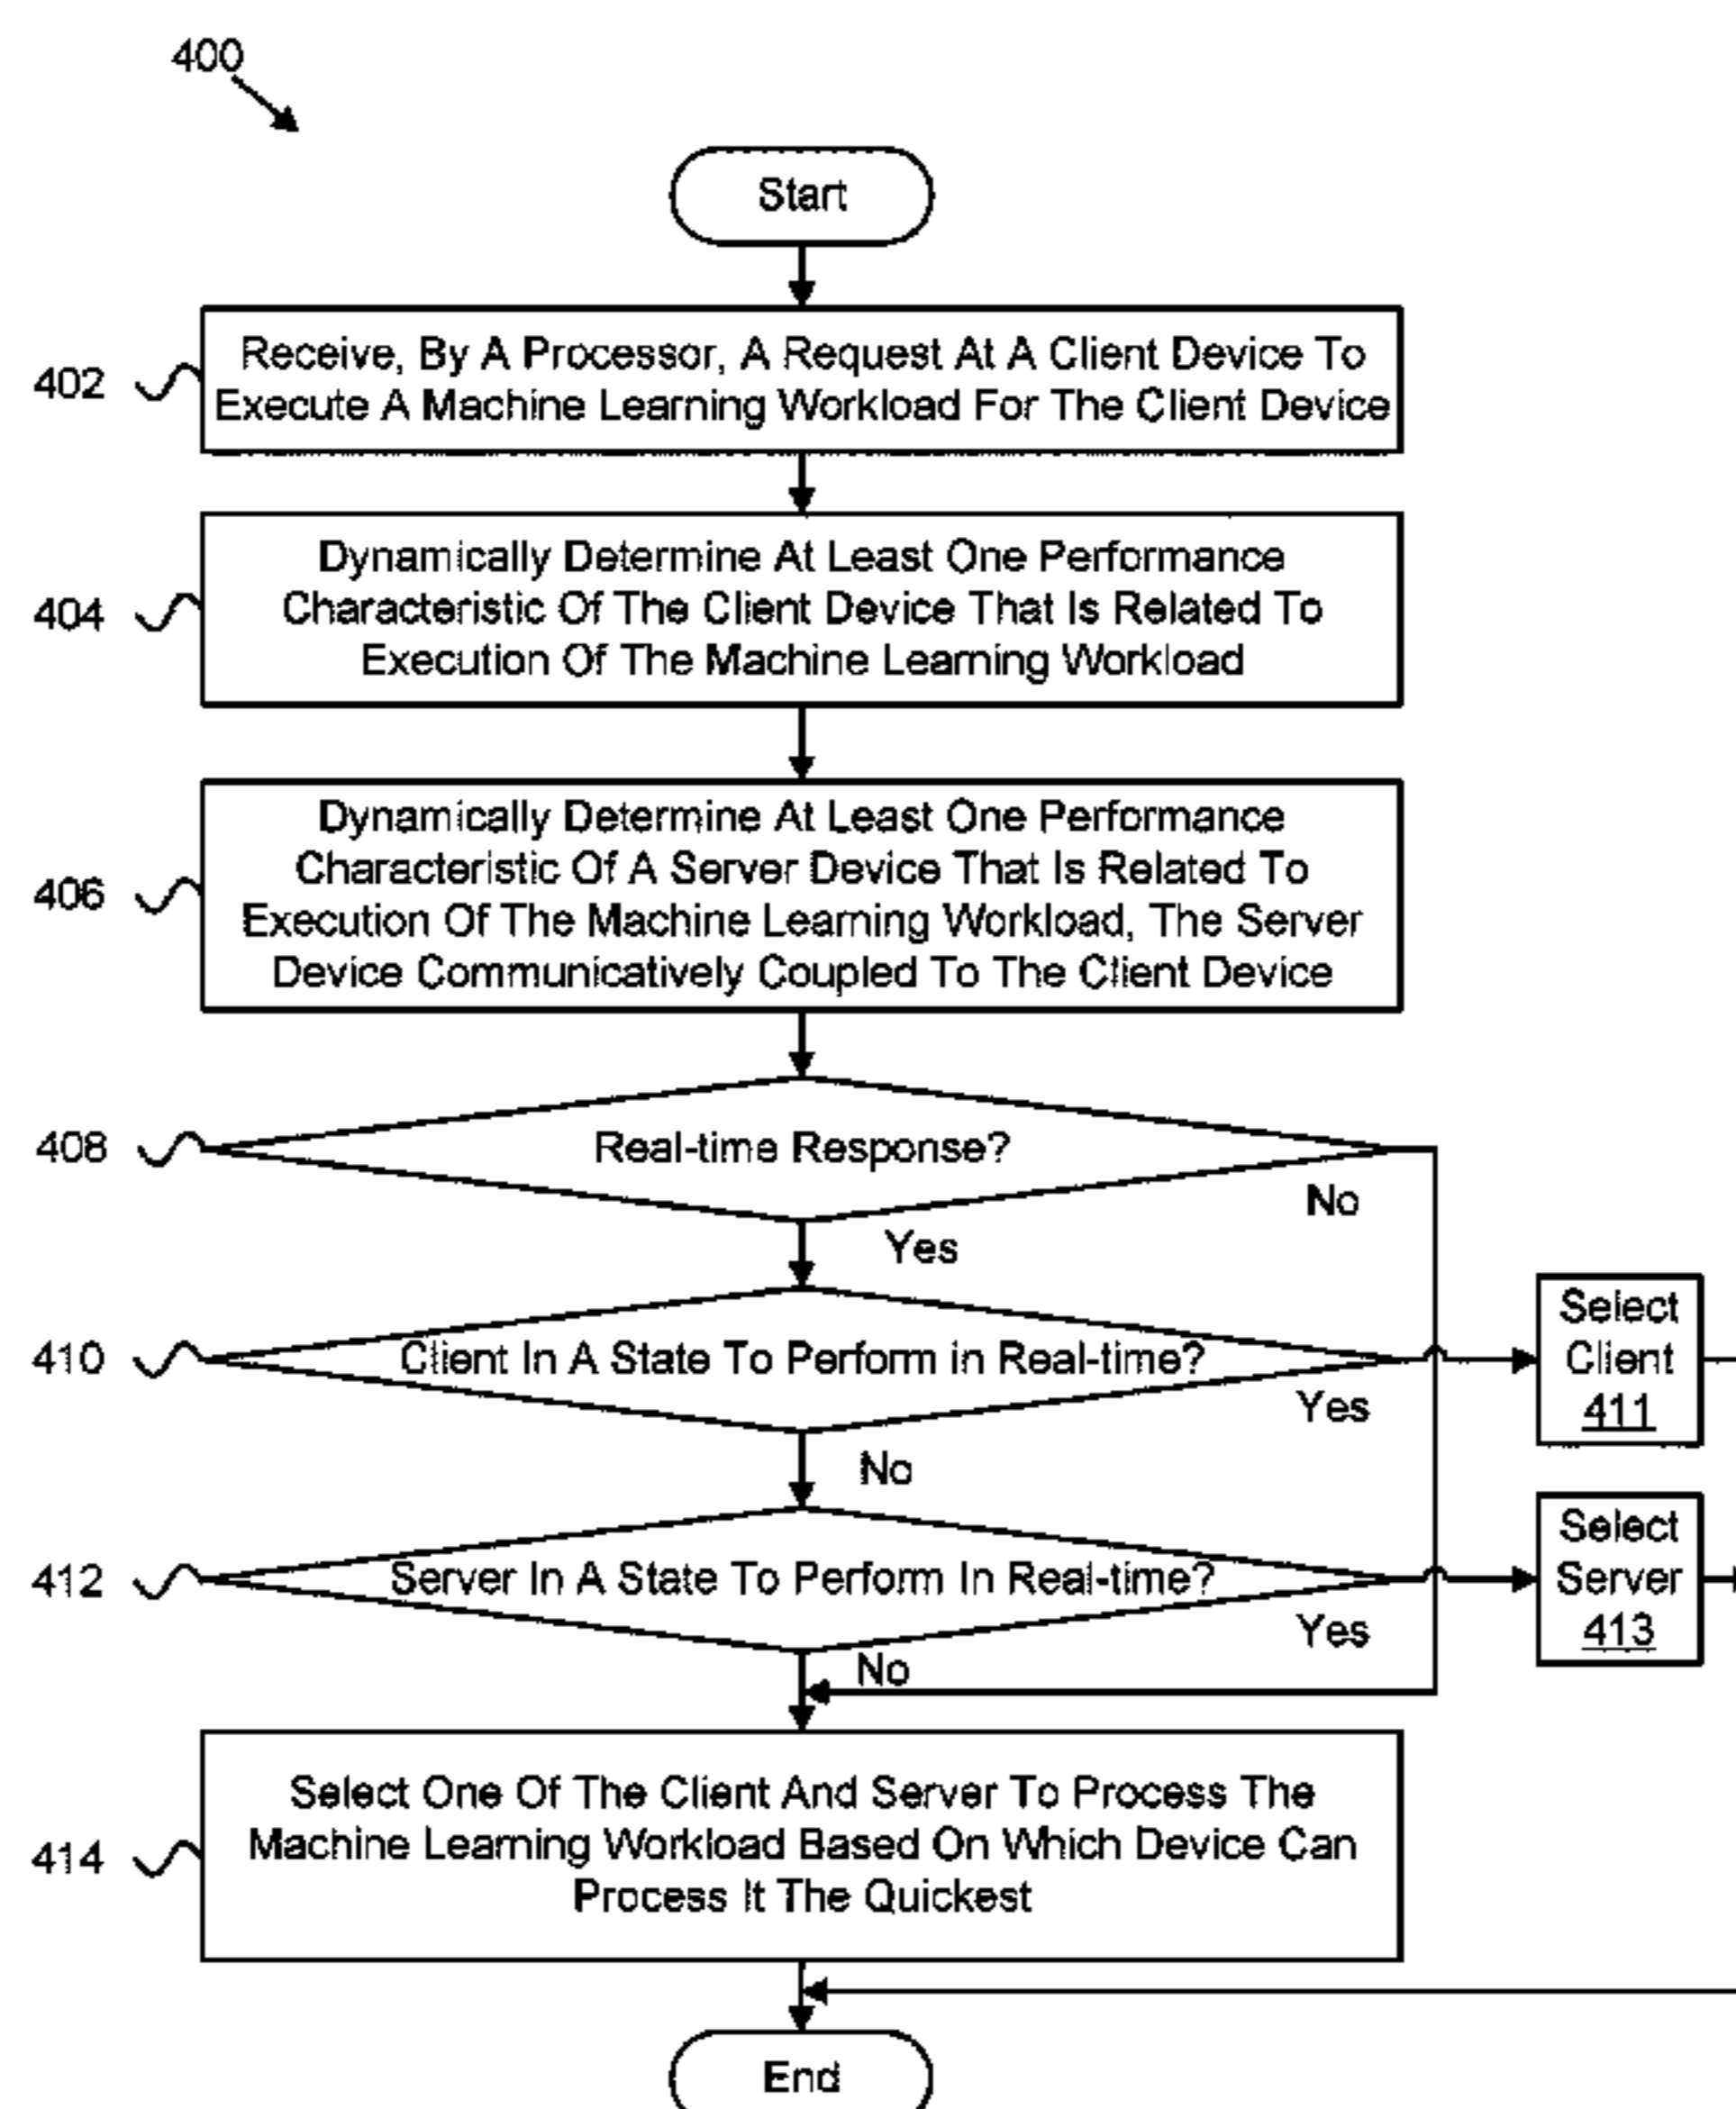 400
Start
402
Receive, By A Processor, A Request At A Client Device To
Execute A Machine Learning Workload For The Client Device
404
Dynamically Determine At Least One Performance
Characteristic Of The Client Device That Is Related To
Execution Of The Machine Learning Workload
406
Dynamically Determine At Least One Performance
Characteristic Of A Server Device That Is Related To
Execution Of The Machine Learning Workload, The Server
Device Communicatively Coupled To The Client Device
408
Real-time Response?
No
Yes
410
Client In A State To Perform in Real-time?
Yes
Select
Client
411
No
412
Server In A State To Perform In Real-time?
Yes
Select
Server
413
No
414
Select One Of The Client And Server To Process The
Machine Learning Workload Based On Which Device Can
Process It The Quickest
End